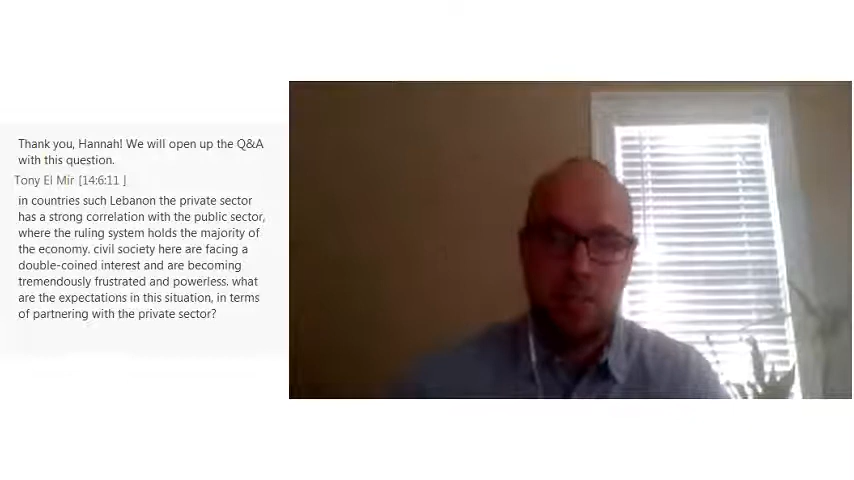 Thank you, Hannah! We will open up the Q&A
with this question.
Tony El Mir [14:6:11 ]
in countries such Lebanon the private sector
has a strong correlation with the public sector,
where the ruling system holds the majority of
the economy. civil society here are facing a
double-coined interest and are becoming
tremendously frustrated and powerless. what
are the expectations in this situation, in terms
of partnering with the private sector?